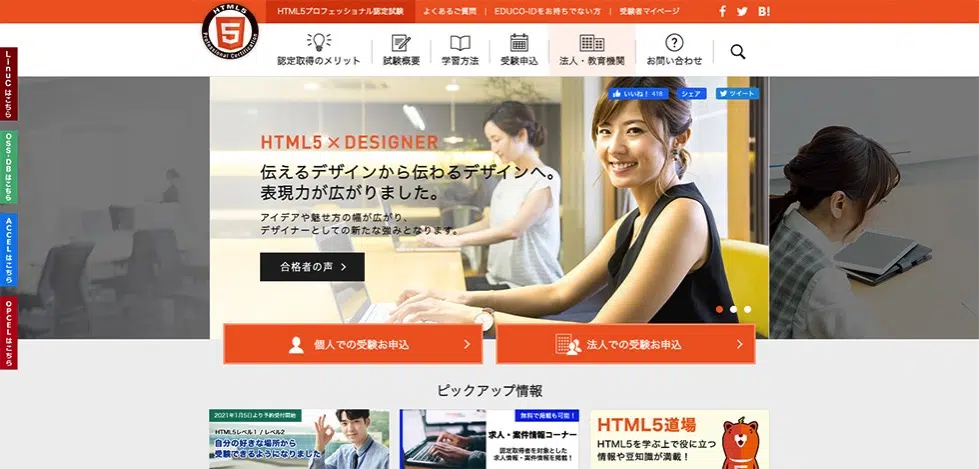 HTML5プロフェッショナル認定試験
よくあるご質問
EDUCO-IDをお持ちでない方
受験者マイページ
f
B!
HTML5
5
Professional Certification
認定取得のメリット
試験概要
学習方法
受験申込
法人・教育機関
お問い合わせ
LinuCはこちら
OSS-DBはこちら
ACCELはこちら
OPCELはこちら
いいね! 418
シェア
ツイート
HTML5×DESIGNER
伝えるデザインから伝わるデザインへ。
表現力が広がりました。
アイデアや魅せ方の幅が広がり、
デザイナーとしての新たな強みとなります。
合格者の声
個人での受験お申込
法人での受験お申込
ピックアップ情報
2021年1月5日より予約受付開始
HTML5レベル1 / レベル2
自分の好きな場所から
受験できるようになりました
無料で掲載も可能!
求人・案件情報コーナー
認定取得者を対象とした
求人情報・案件情報を掲載!
HTML5道場
HTML5を学ぶ上で役に立つ
情報や豆知識が満載!